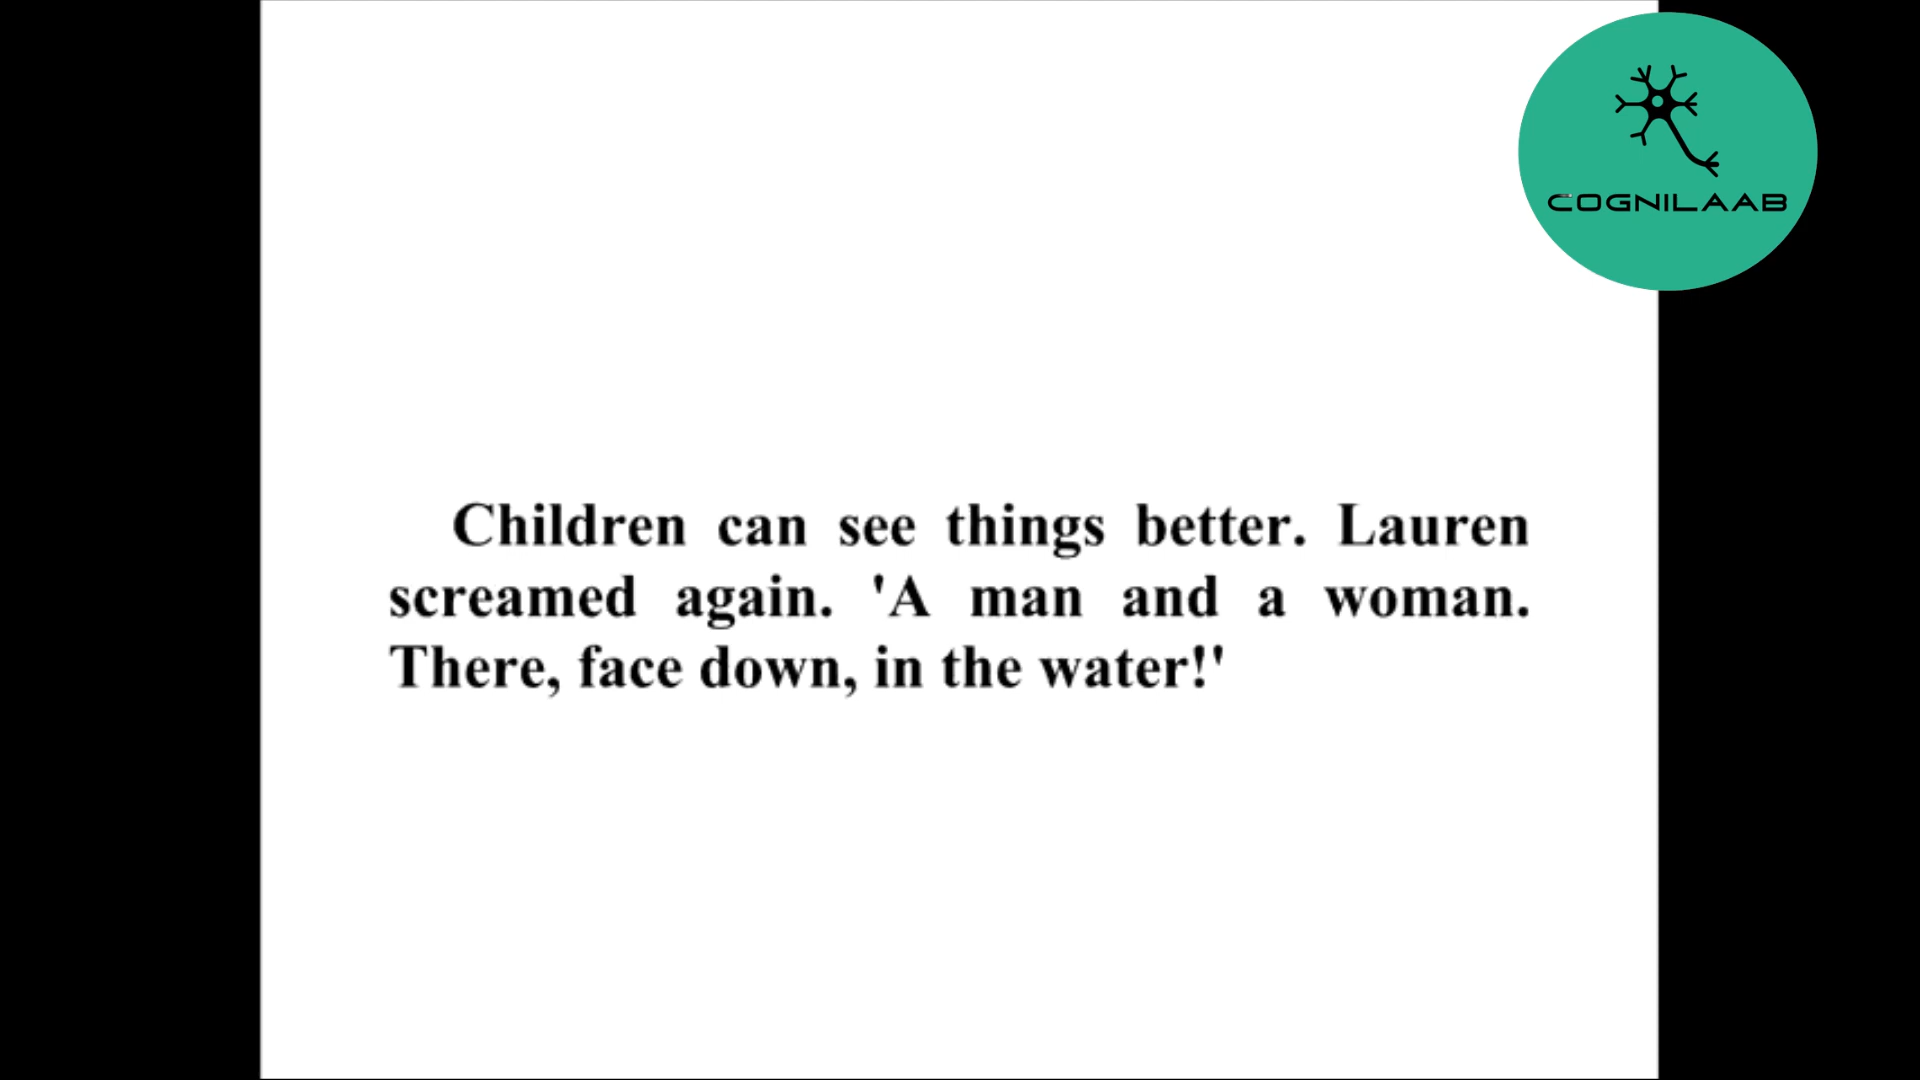 COGNILAAB
Children can see things better. Lauren
screamed again. 'A man and a woman.
There, face down, in the water!'